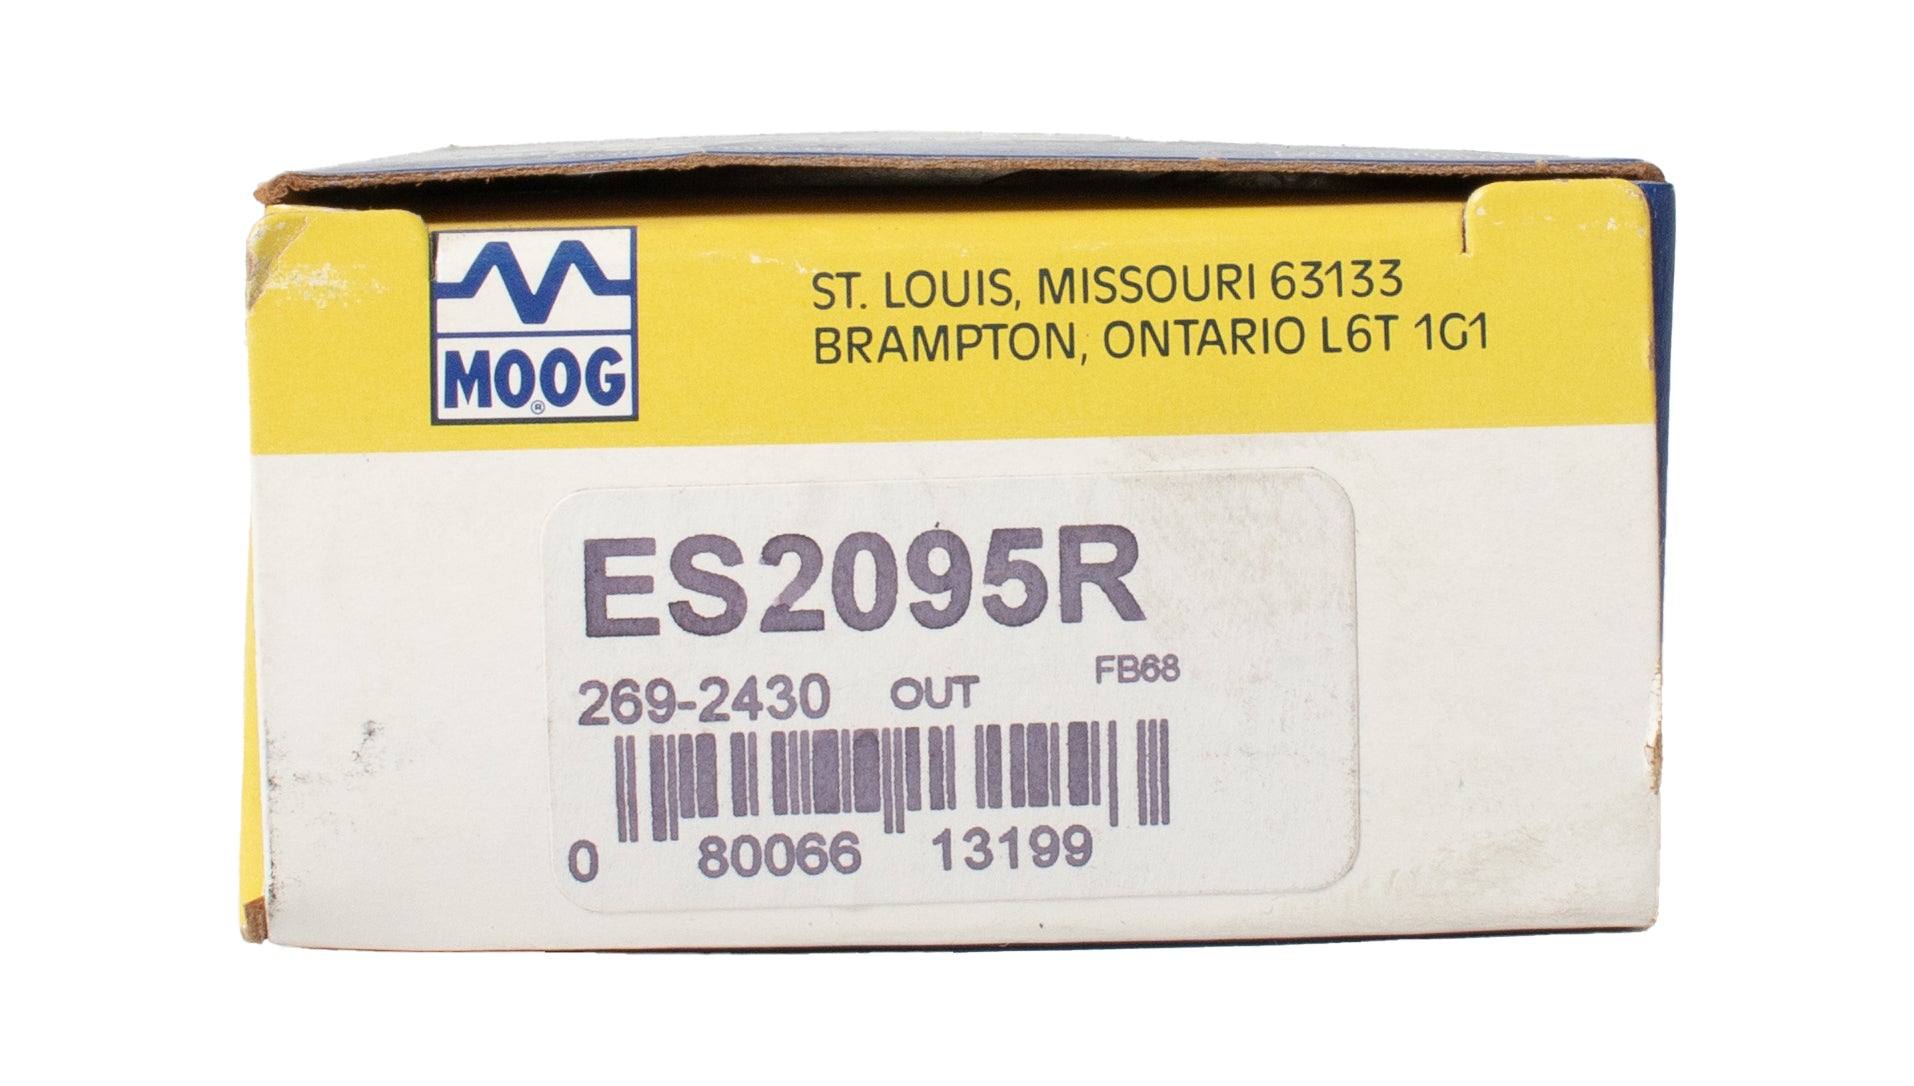 MOOG®
ST. LOUIS, MISSOURI 63133
BRAMPTON, ONTARIO L6T 1G1
ES2095R
269-2430 OUT FB68
0 80066 13199